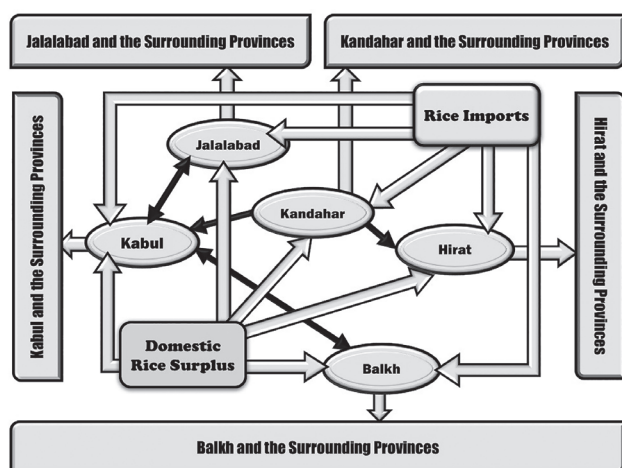 Jalalabad and the Surrounding Provinces
Kandahar and the Surrounding Provinces
Rice Imports
Kabul and the Surrounding Provinces
Hirat and the Surrounding Provinces
Jalalabad
Kandahar
Kabul
Hirat
Domestic
Rice Surplus
Balkh
Balkh and the Surrounding Provinces